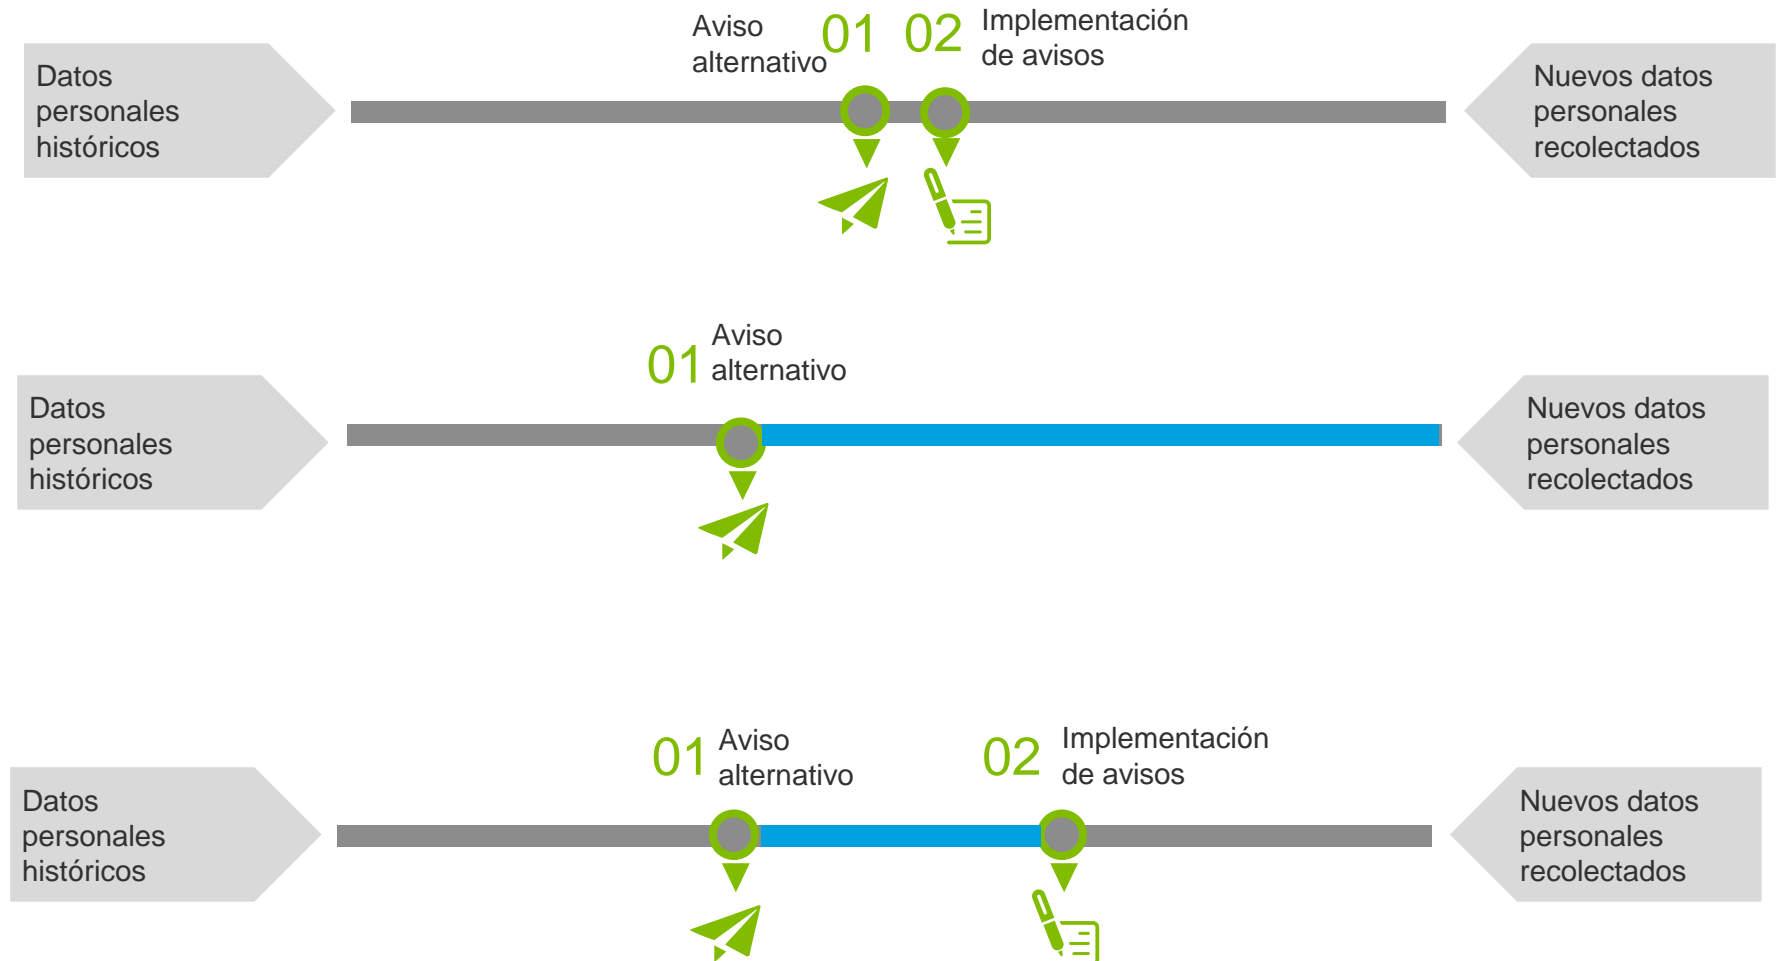 Datos
personales
históricos
Aviso
alternativo
01
02
Implementación
de avisos
Nuevos datos
personales
recolectados
Datos
personales
históricos
01
Aviso
alternativo
Nuevos datos
personales
recolectados
Datos
personales
históricos
01
Aviso
alternativo
02
Implementación
de avisos
Nuevos datos
personales
recolectados